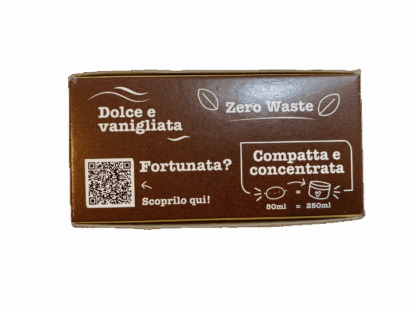 Dolce e
vanigliata
Zero Waste
Fortunata?
Scoprilo qui!
Compatta e
concentrata
=
80ml = 250ml